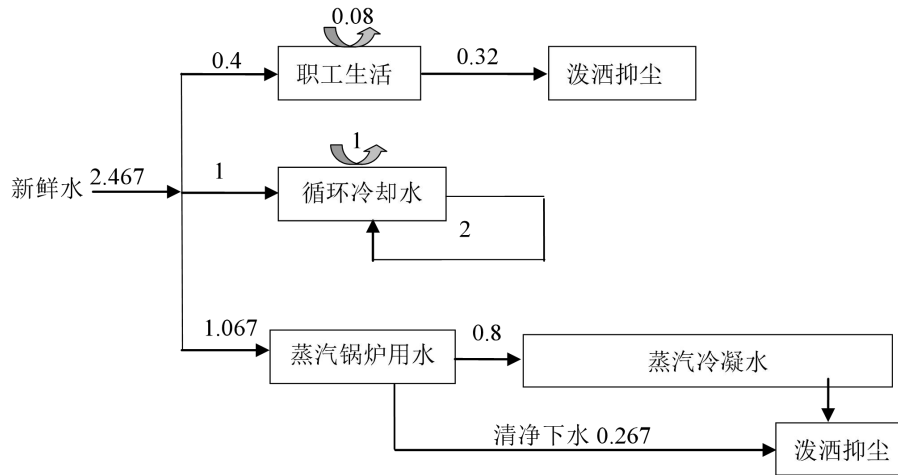 0.08
0.4
职工生活
0.32
泼洒抑尘
1
新鲜水
2.467
1
循环冷却水
2
1.067
蒸汽锅炉用水
0.8
蒸汽冷凝水
清净下水 0.267
泼洒抑尘